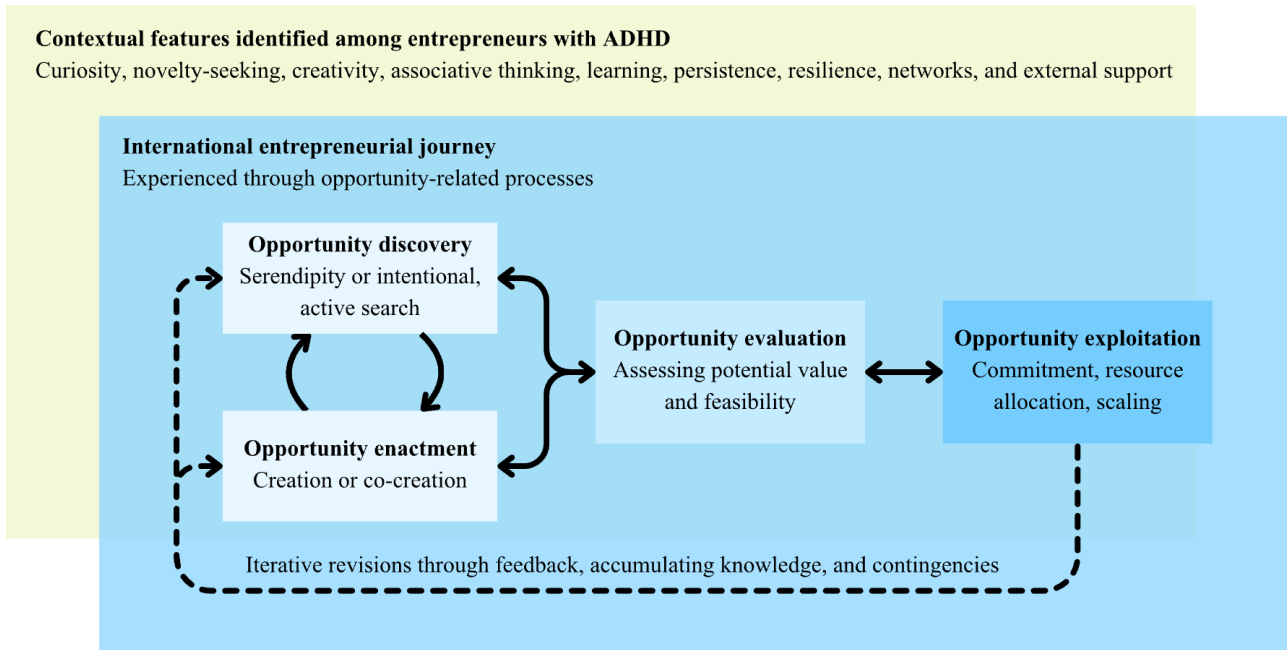 Contextual features identified among entrepreneurs with ADHD
Curiosity, novelty-seeking, creativity, associative thinking, learning, persistence, resilience, networks, and external support
International entrepreneurial journey
Experienced through opportunity-related processes
Opportunity discovery
Serendipity or intentional,
active search
Opportunity enactment
Creation or co-creation
Opportunity evaluation
Assessing potential value
and feasibility
Opportunity exploitation
Commitment, resource
allocation, scaling
Iterative revisions through feedback, accumulating knowledge, and contingencies